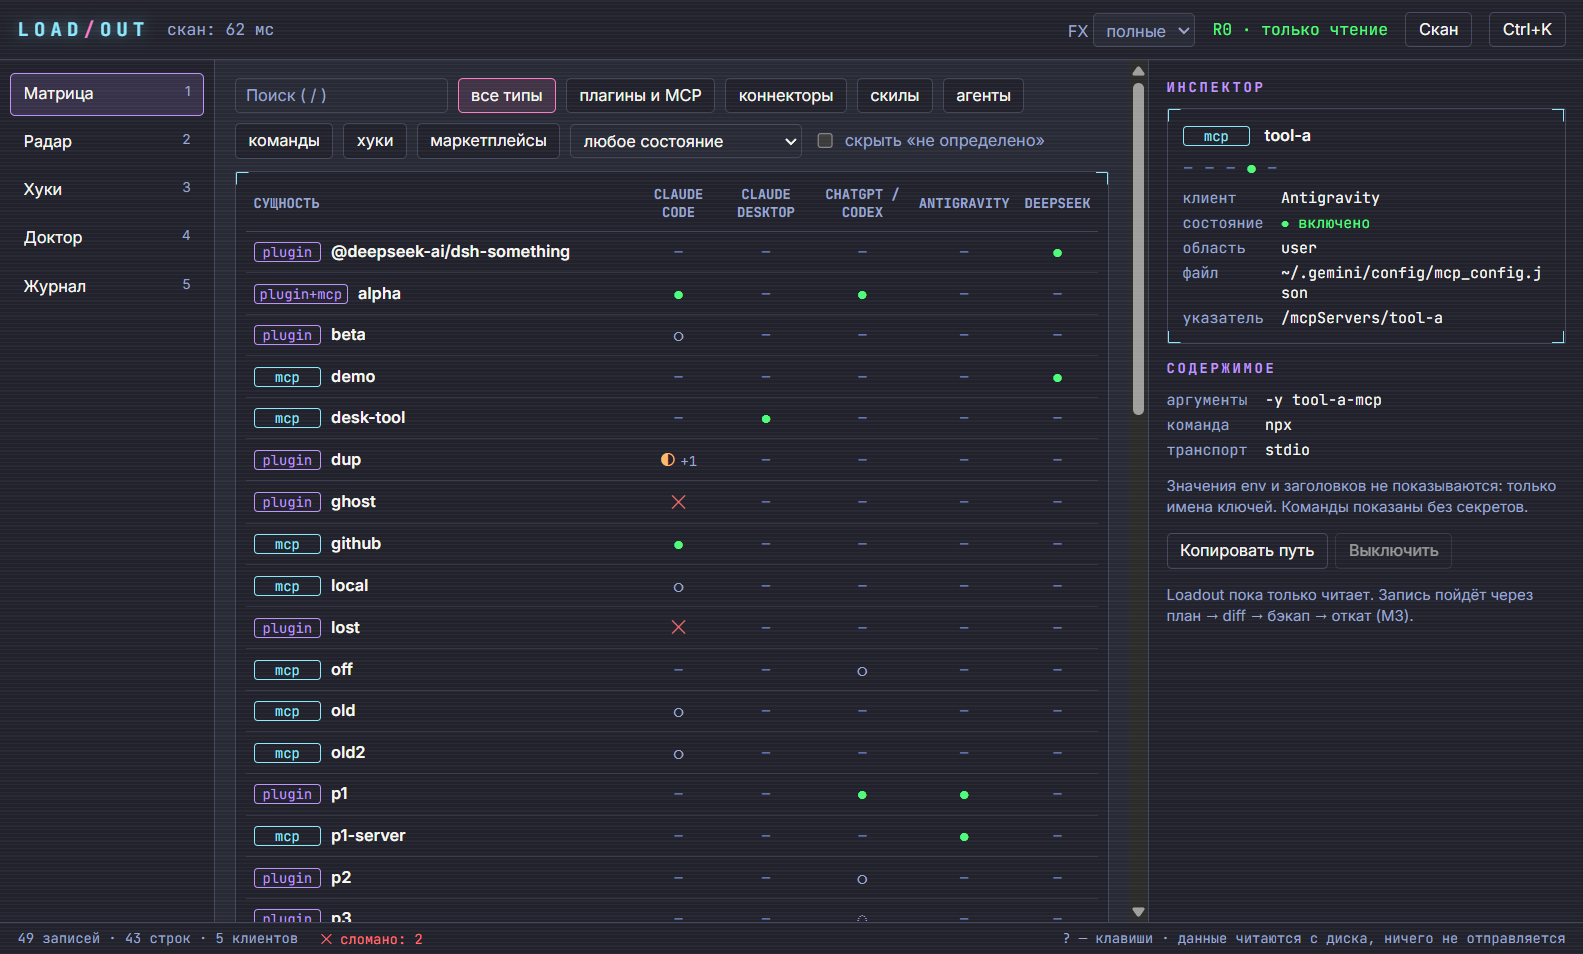 LOAD/OUT скан: 62 мс FX полные R0 · только чтение Скан Ctrl+K
Матрица 1
Радар 2
Хуки 3
Доктор 4
Журнал 5
Поиск ( / ) все типы плагины и MCP коннекторы скилы агенты
команды хуки маркетплейсы любое состояние скрыть «не определено»
СУЩНОСТЬ CLAUDE CODE CLAUDE DESKTOP CHATGPT / CODEX ANTIGRAVITY DEEPSEEK
plugin @deepseek-ai/dsh-something — — — — ●
plugin+mcp alpha ● — ● — —
plugin beta ○ — — — —
mcp demo — — — — ●
mcp desk-tool — ● — — —
plugin dup ◐ +1 — — — —
plugin ghost ✕ — — — —
mcp github ● — — — —
mcp local ○ — — — —
plugin lost ✕ — — — —
mcp off — — ○ — —
mcp old ○ — — — —
mcp old2 ○ — — — —
plugin p1 — — ● ● —
mcp p1-server — — — ● —
plugin p2 — — ○ — —
plugin p3 — — — —
ИНСПЕКТОР
mcp tool-a
— — — ● —
клиент Antigravity
состояние ● включено
область user
файл ~/.gemini/config/mcp_config.j
son
указатель /mcpServers/tool-a
СОДЕРЖИМОЕ
аргументы -y tool-a-mcp
команда npx
транспорт stdio
Значения env и заголовков не показываются: только
имена ключей. Команды показаны без секретов.
Копировать путь Выключить
Loadout пока только читает. Запись пойдёт через
план → diff → бэкап → откат (M3).
49 записей · 43 строк · 5 клиентов ✕ сломано: 2
? — клавиши · данные читаются с диска, ничего не отправляется